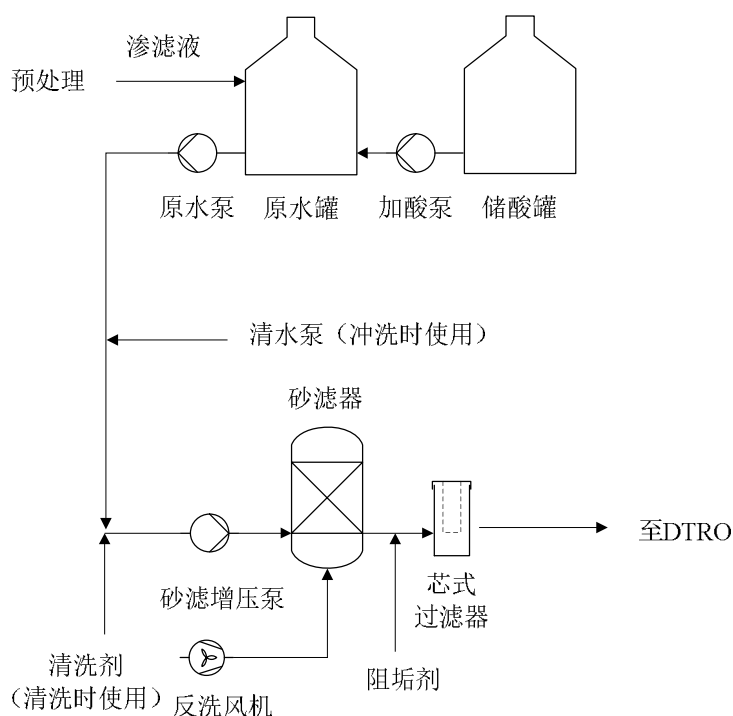 渗滤液
预处理
原水泵
原水罐
加酸泵
储酸罐
清水泵（冲洗时使用）
砂滤器
至DTRO
砂滤增压泵
芯式
过滤器
清洗剂
（清洗时使用）
反洗风机
阻垢剂